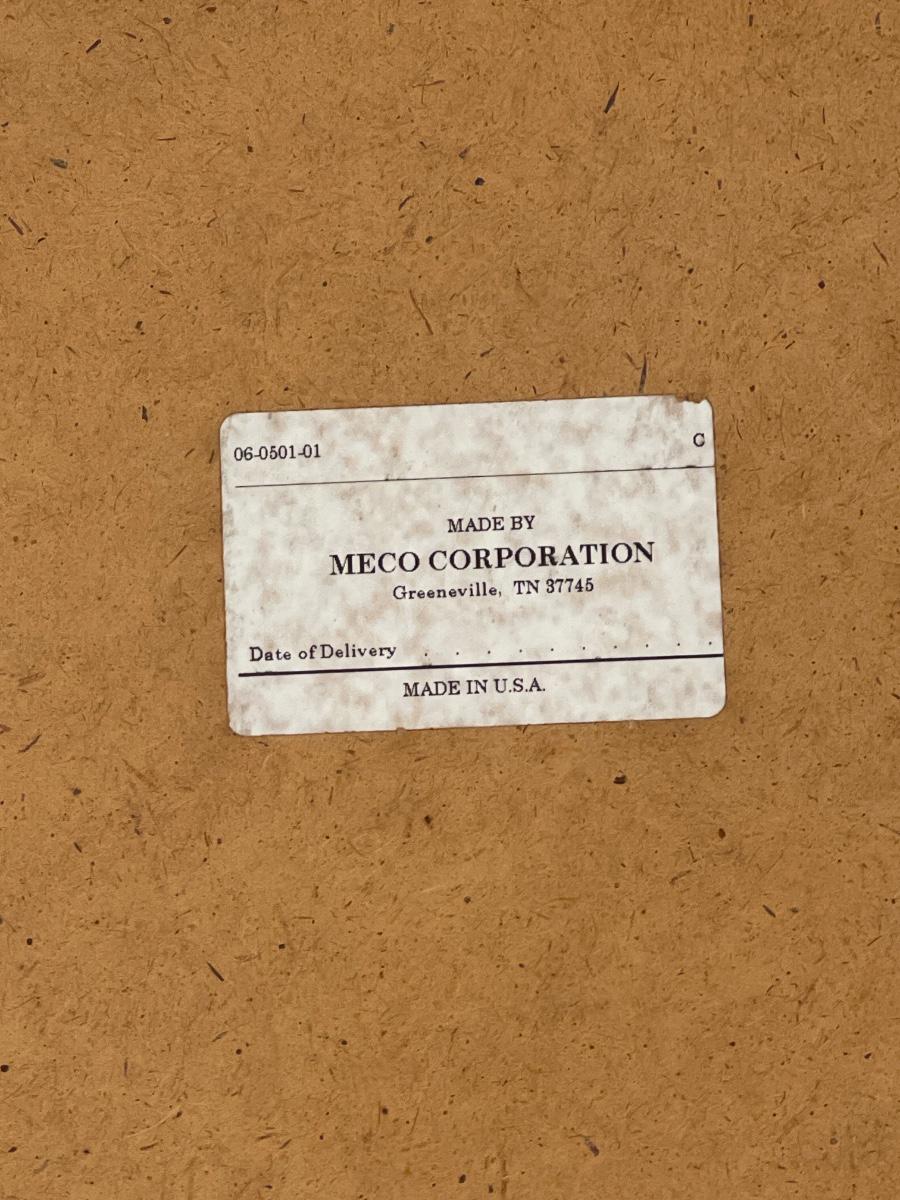 06-0501-01 C
MADE BY
MECO CORPORATION
Greeneville, TN 37745
Date of Delivery . . . . . . . . . .
MADE IN U.S.A.